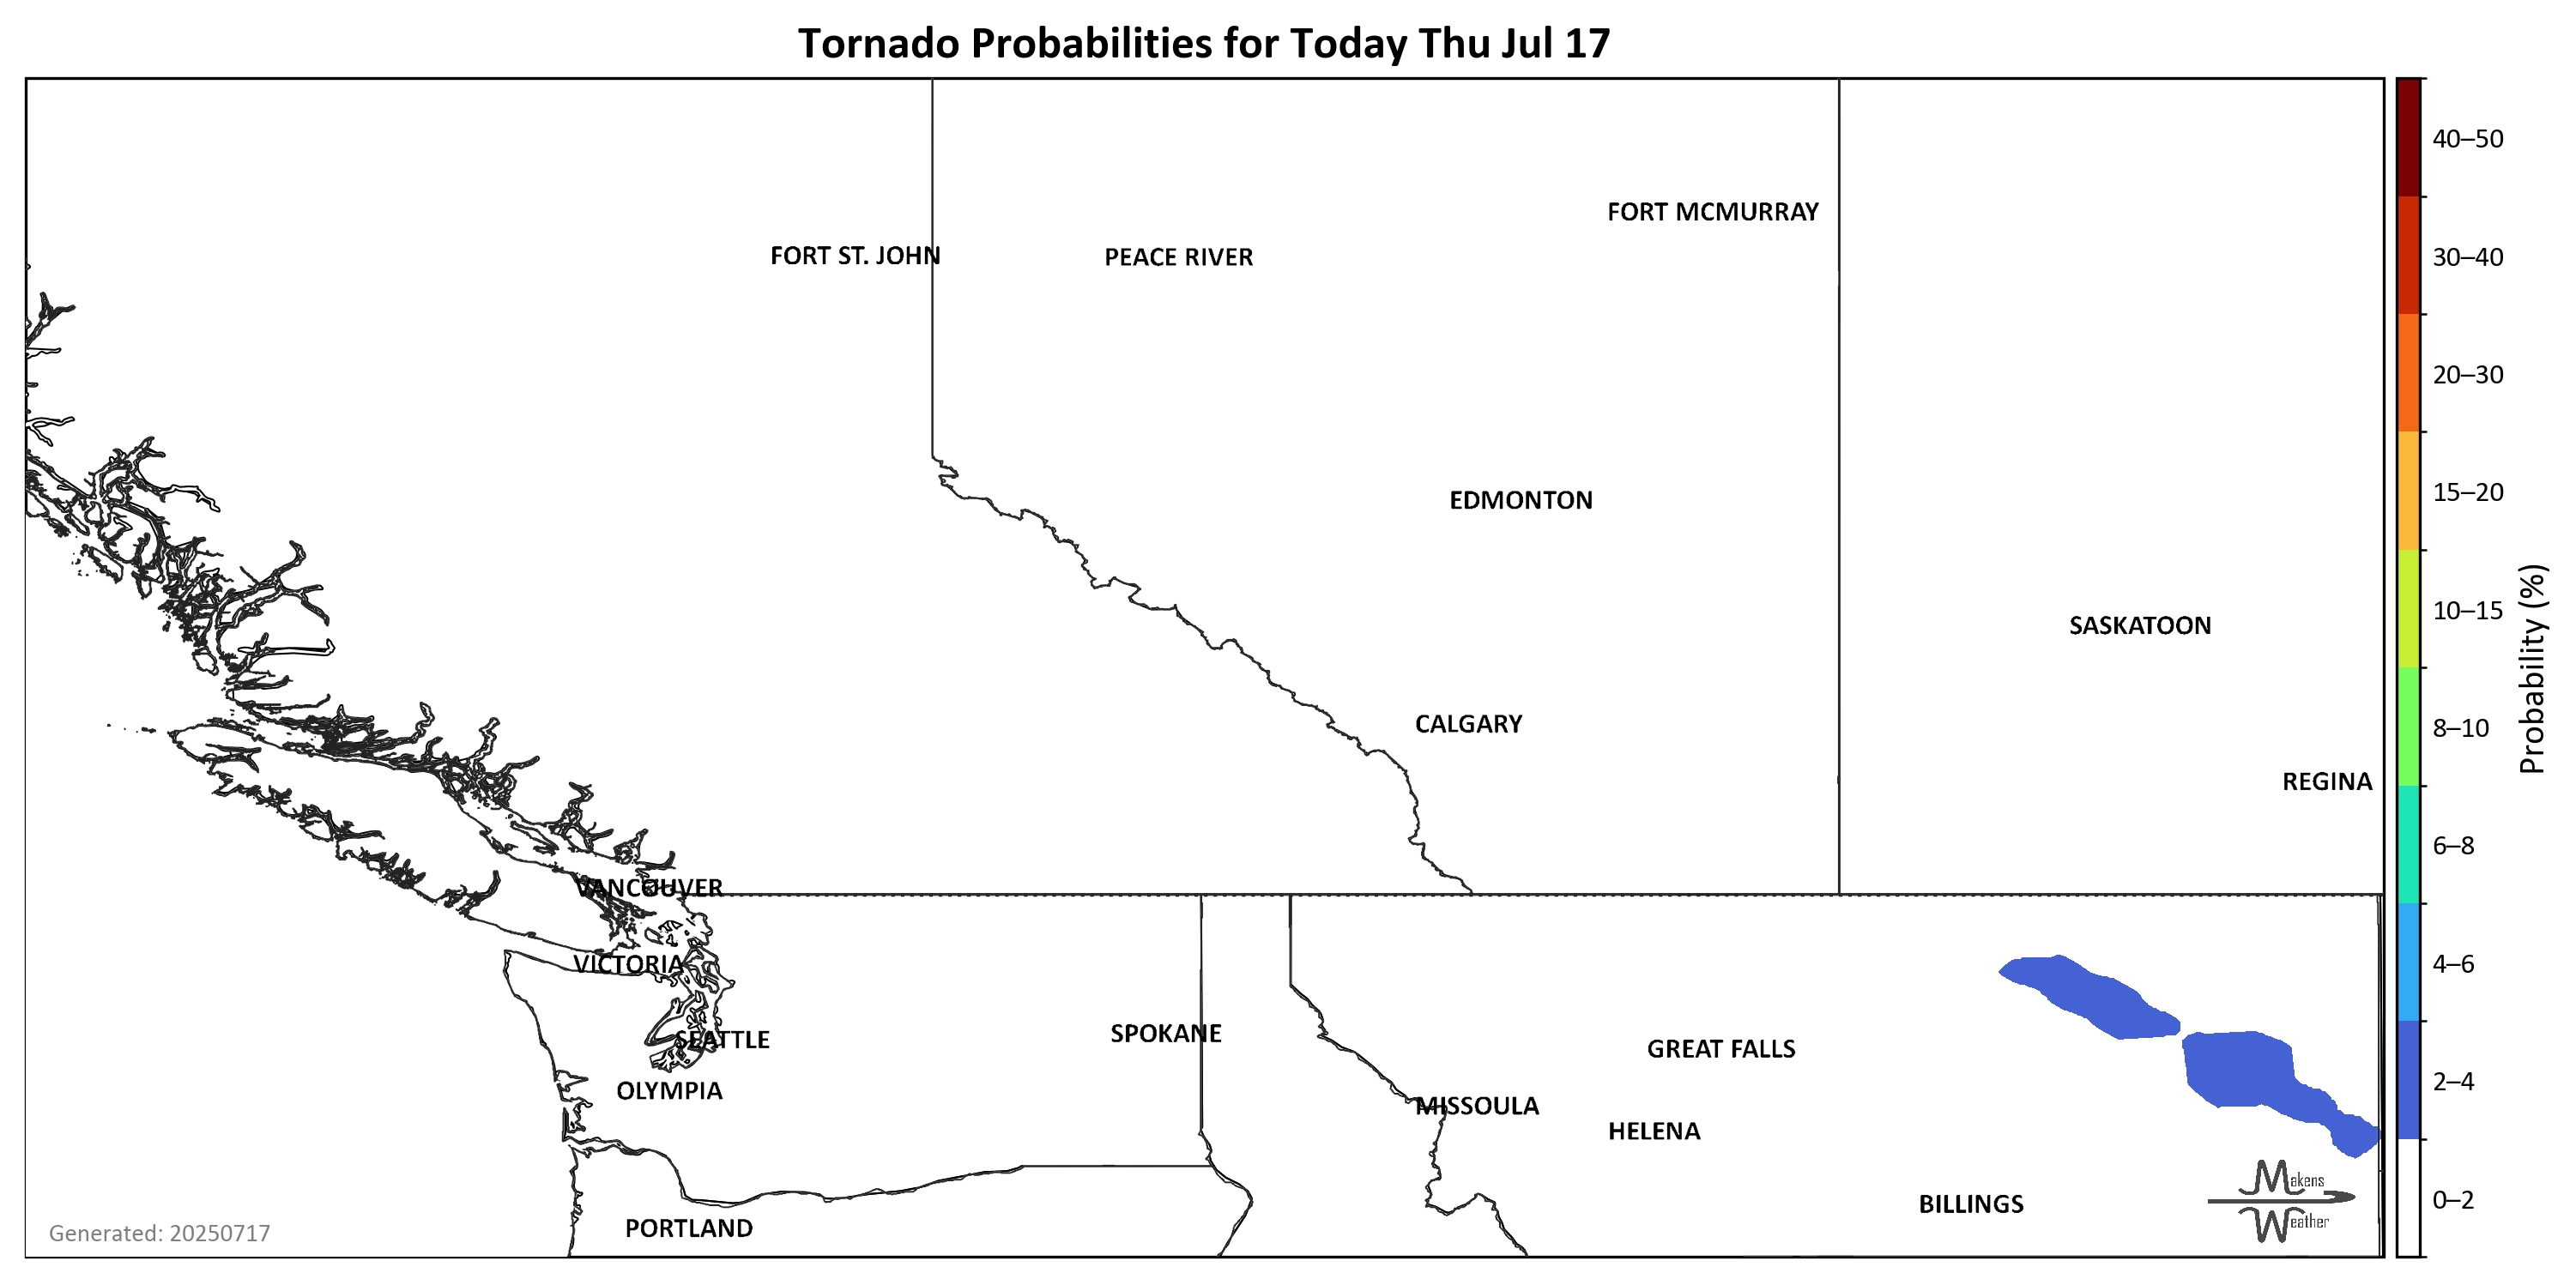 Tornado Probabilities for Today Thu Jul 17
40–50
FORT MCMURRAY
FORT ST. JOHN
PEACE RIVER
30–40
20–30
EDMONTON
15–20
10–15
SASKATOON
Probability (%)
CALGARY
8–10
REGINA
6–8
VANCOUVER
VICTORIA
4–6
SEATTLE
SPOKANE
GREAT FALLS
OLYMPIA
2–4
MISSOULA
HELENA
Makens
Weather
BILLINGS
0–2
PORTLAND
Generated: 20250717